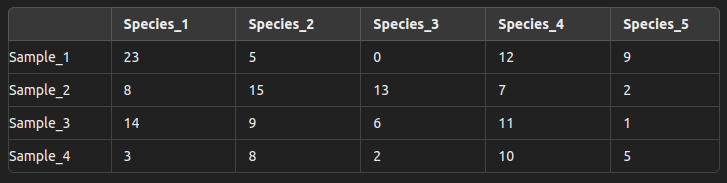 Species_1 Species_2 Species_3 Species_4 Species_5
Sample_1 23 5 0 12 9
Sample_2 8 15 13 7 2
Sample_3 14 9 6 11 1
Sample_4 3 8 2 10 5